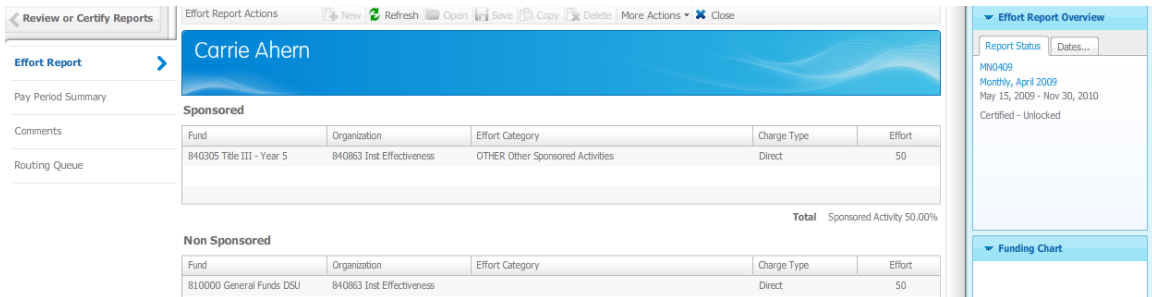 Review or Certify Reports
Effort Report
Pay Period Summary
Comments
Routing Queue
Effort Report Actions New Refresh Open Save Copy Delete More Actions Close
Carrie Ahern
Sponsored
Fund Organization Effort Category Charge Type Effort
840305 Title III - Year 5 840863 Inst Effectiveness OTHER Other Sponsored Activities Direct 50
Total Sponsored Activity 50.00%
Non Sponsored
Fund Organization Effort Category Charge Type Effort
810000 General Funds DSU 840863 Inst Effectiveness Direct 50
Effort Report Overview
Report Status Dates...
MN0409
Monthly, April 2009
May 15, 2009 - Nov 30, 2010
Certified - Unlocked
Funding Chart